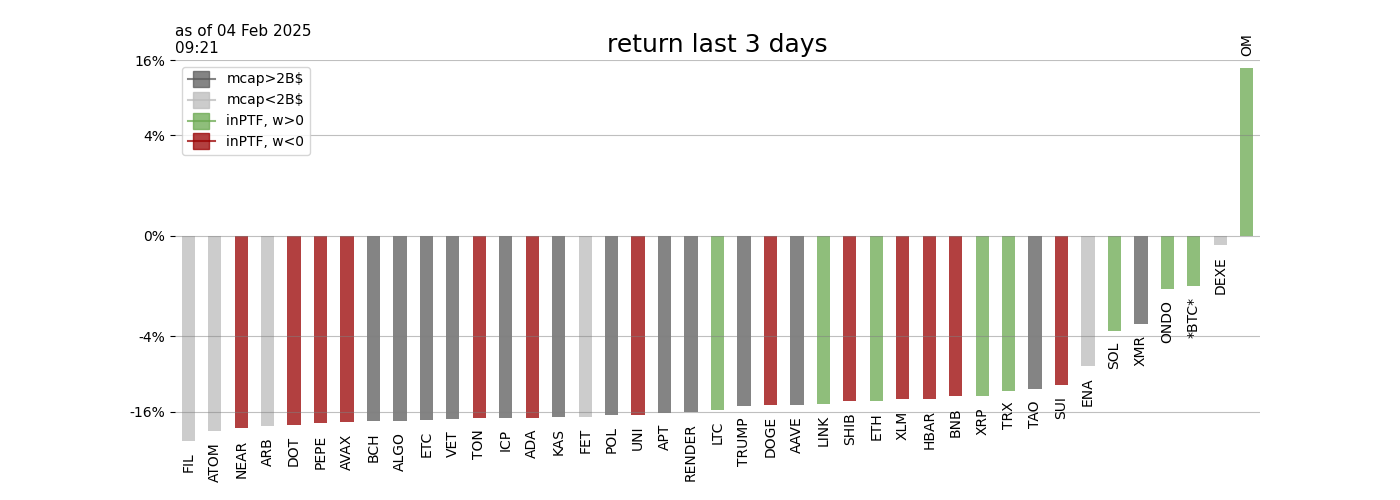 as of 04 Feb 2025
09:21
return last 3 days
16%
4%
0%
-4%
-16%
mcap>2B$
mcap<2B$
inPTF, w>0
inPTF, w<0
FIL
ATOM
NEAR
ARB
DOT
PEPE
AVAX
BCH
ALGO
ETC
VET
TON
ICP
ADA
KAS
FET
POL
UNI
APT
RENDER
LTC
TRUMP
DOGE
AAVE
LINK
SHIB
ETH
XLM
HBAR
BNB
XRP
TRX
TAO
SUI
ENA
SOL
XMR
ONDO
*BTC*
DEXE
OM